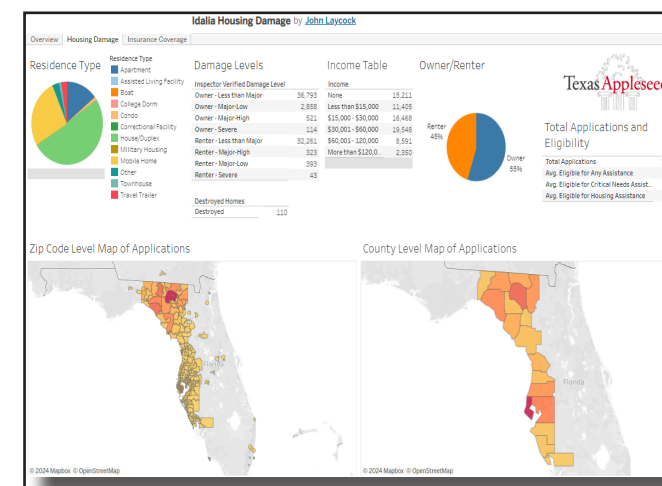 Idalia Housing Damage by John Laycock
Overview Housing Damage Insurance Coverage
Residence Type
Residence Type
Apartment
Assisted Living Facility
Boat
College Dorm
Condo
Correctional Facility
House/Duplex
Military Housing
Mobile Home
Other
Townhouse
Travel Trailer
Damage Levels
Inspector Verified Damage Level
Owner - Less than Major 36,793
Owner - Major-Low 2,858
Owner - Major-High 521
Owner - Severe 114
Renter - Less than Major 32,261
Renter - Major-High 323
Renter - Major-Low 393
Renter - Severe 43
Destroyed Homes
Destroyed 110
Income Table
Income
None 15,211
Less than $15,000 11,405
$15,000 - $30,000 16,468
$30,001 - $60,000 19,548
$60,001 - $120,000 8,591
More than $120,0.. 2,350
Owner/Renter
Renter
45%
Owner
55%
Texas Appleseed
Total Applications and
Eligibility
Total Applications
Avg. Eligible for Any Assistance
Avg. Eligible for Critical Needs Assist..
Avg. Eligible for Housing Assistance
Zip Code Level Map of Applications
Florida
© 2024 Mapbox © OpenStreetMap
County Level Map of Applications
Florida
© 2024 Mapbox © OpenStreetMap